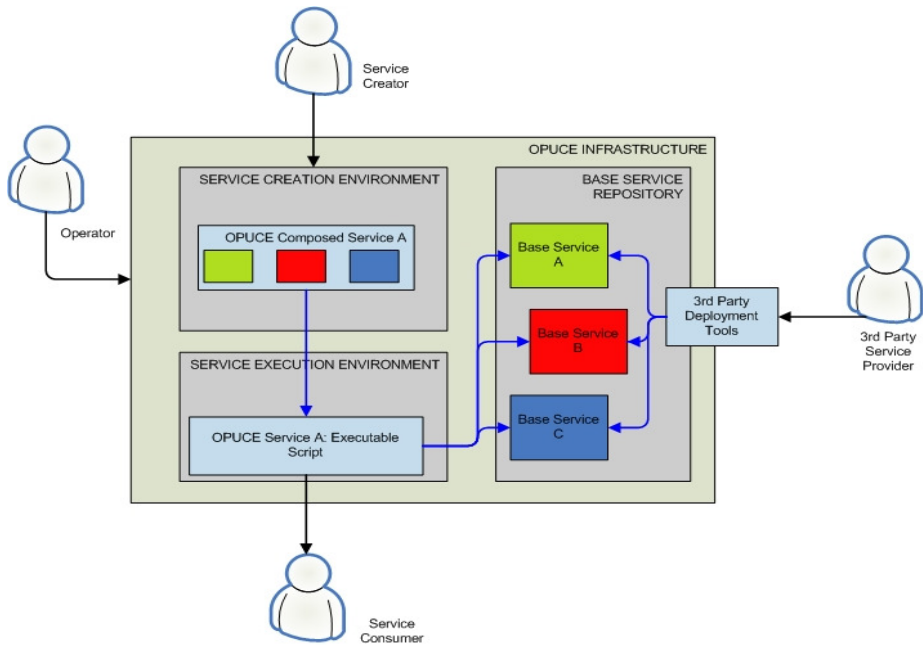 Service
Creator
OPUCE INFRASTRUCTURE
SERVICE CREATION ENVIRONMENT
BASE SERVICE
REPOSITORY
Operator
OPUCE Composed Service A
Base Service
A
3rd Party
Deployment
Tools
Base Service
B
3rd Party
Service
Provider
SERVICE EXECUTION ENVIRONMENT
Base Service
C
OPUCE Service A: Executable
Script
Service
Consumer